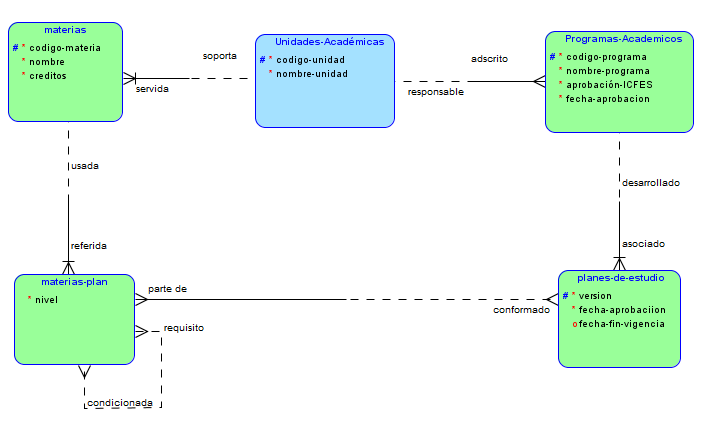 materias
# * codigo-materia
* nombre
* creditos
Unidades-Académicas
# * codigo-unidad
* nombre-unidad
Programas-Academicos
# * codigo-programa
* nombre-programa
* aprobación-ICFES
* fecha-aprobacion
soporta
servida
adscrito
responsable
usada
referida
desarrollado
asociado
materias-plan
* nivel
parte de
conformado
planes-de-estudio
# * version
* fecha-aprobaciion
o fecha-fin-vigencia
requisito
condicionada